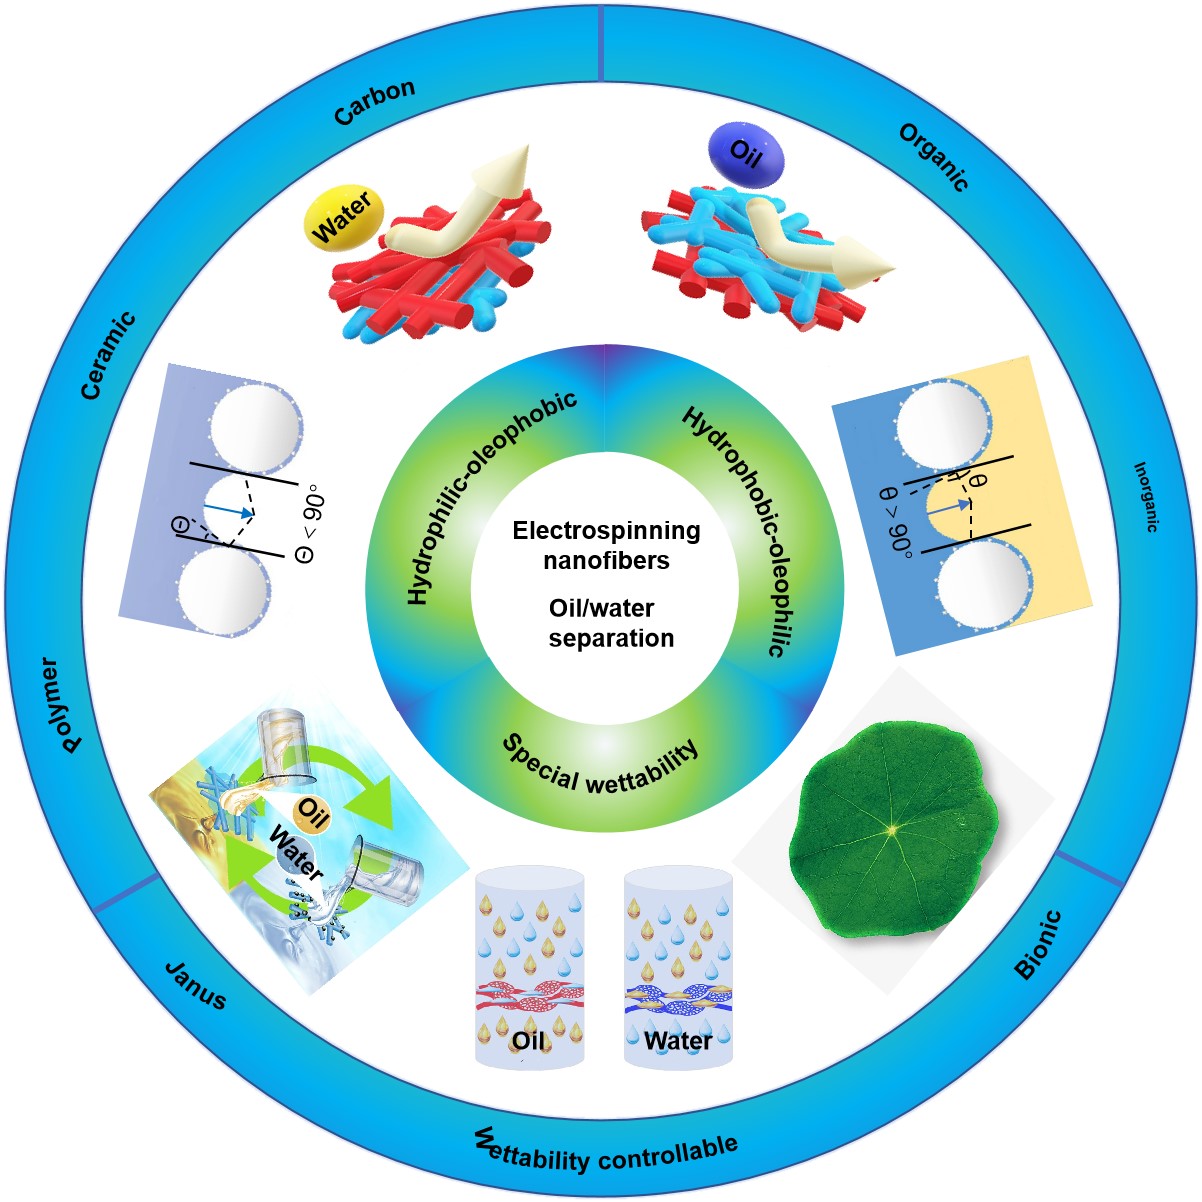 Carbon
Organic
Oil
Water
Ceramic
Hydrophilic-oleophobic
Hydrophobic-oleophilic
Inorganic
Θ
Θ < 90°
θ
θ < 90°
Electrospinning
nanofibers
Oil/water
separation
Polymer
Special wettability
Oil
Water
Janus
Bionic
Oil
Water
Wettability controllable